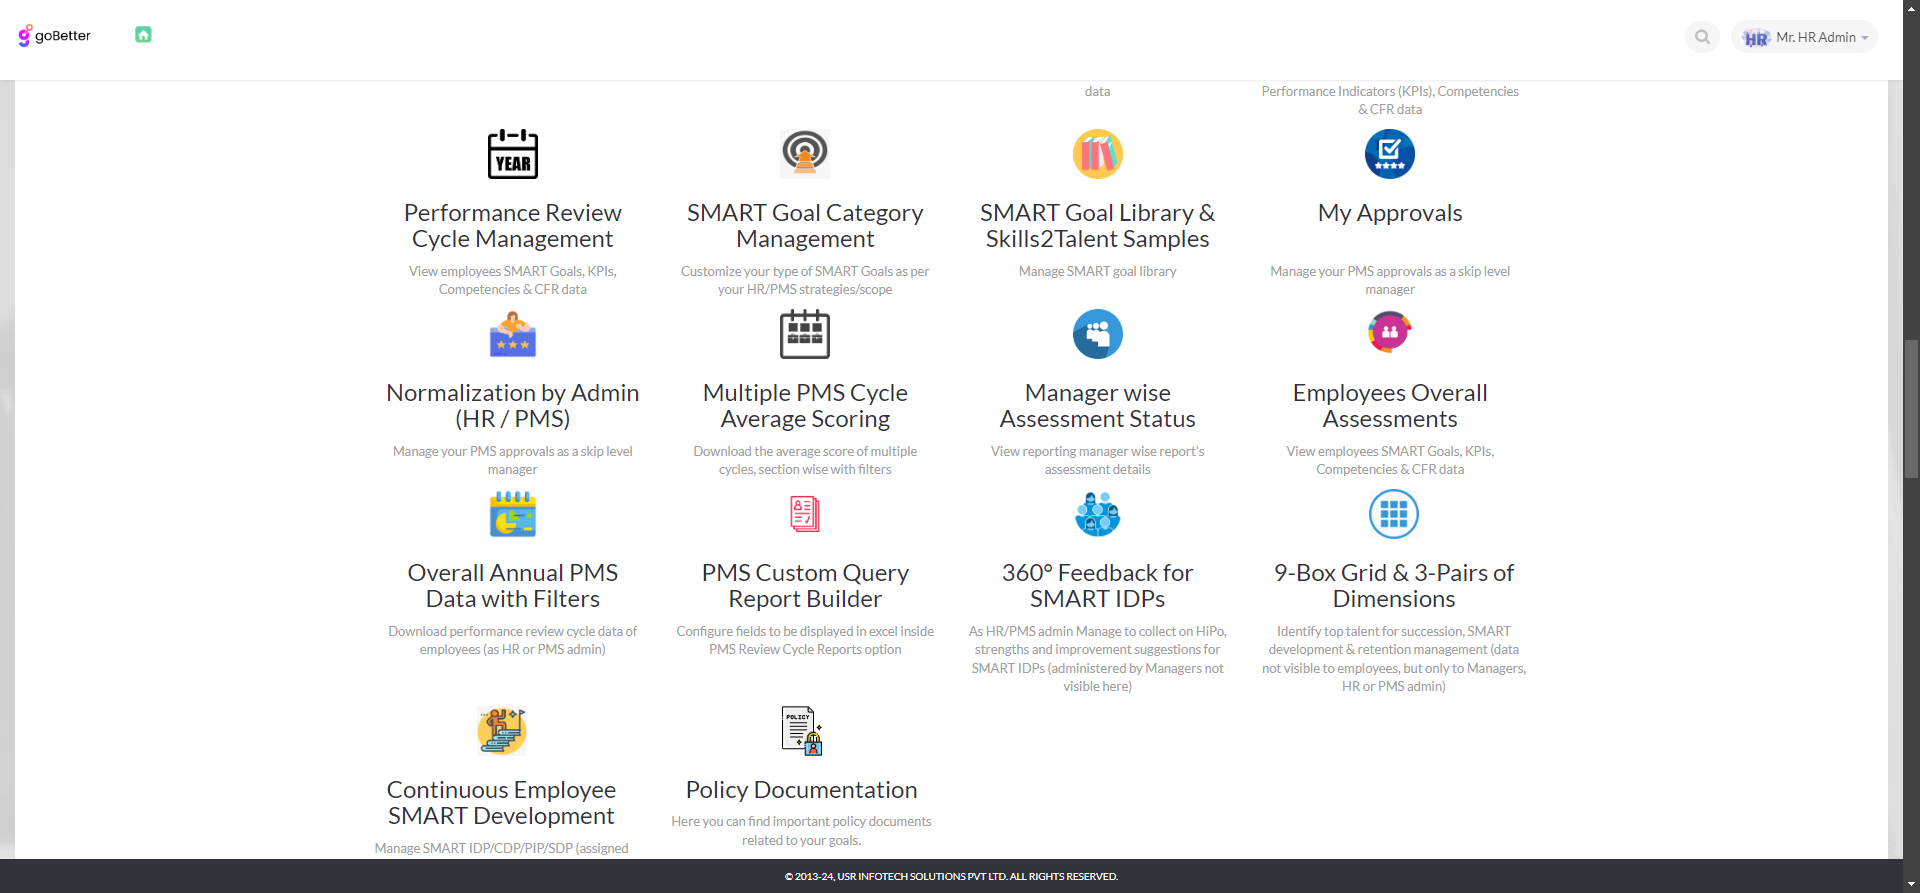 goBetter
HR Mr. HR Admin
data
Performance Indicators (KPIs), Competencies
& CFR data
YEAR
Performance Review
Cycle Management
View employees SMART Goals, KPIs,
Competencies & CFR data
SMART Goal Category
Management
Customize your type of SMART Goals as per
your HR/PMS strategies/scope
SMART Goal Library &
Skills2Talent Samples
Manage SMART goal library
My Approvals
Manage your PMS approvals as a skip level
manager
Normalization by Admin
(HR / PMS)
Manage your PMS approvals as a skip level
manager
Multiple PMS Cycle
Average Scoring
Download the average score of multiple
cycles, section wise with filters
Manager wise
Assessment Status
View reporting manager wise report's
assessment details
Employees Overall
Assessments
View employees SMART Goals, KPIs,
Competencies & CFR data
Overall Annual PMS
Data with Filters
Download performance review cycle data of
employees (as HR or PMS admin)
PMS Custom Query
Report Builder
Configure fields to be displayed in excel inside
PMS Review Cycle Reports option
360° Feedback for
SMART IDPs
As HR/PMS admin Manage to collect on HiPo,
strengths and improvement suggestions for
SMART IDPs (administered by Managers not
visible here)
9-Box Grid & 3-Pairs of
Dimensions
Identify top talent for succession, SMART
development & retention management (data
not visible to employees, but only to Managers,
HR or PMS admin)
Continuous Employee
SMART Development
Manage SMART IDP/CDP/PIP/SDP (assigned
POLICY
Policy Documentation
Here you can find important policy documents
related to your goals.
© 2013-24, USR INFOTECH SOLUTIONS PVT LTD. ALL RIGHTS RESERVED.